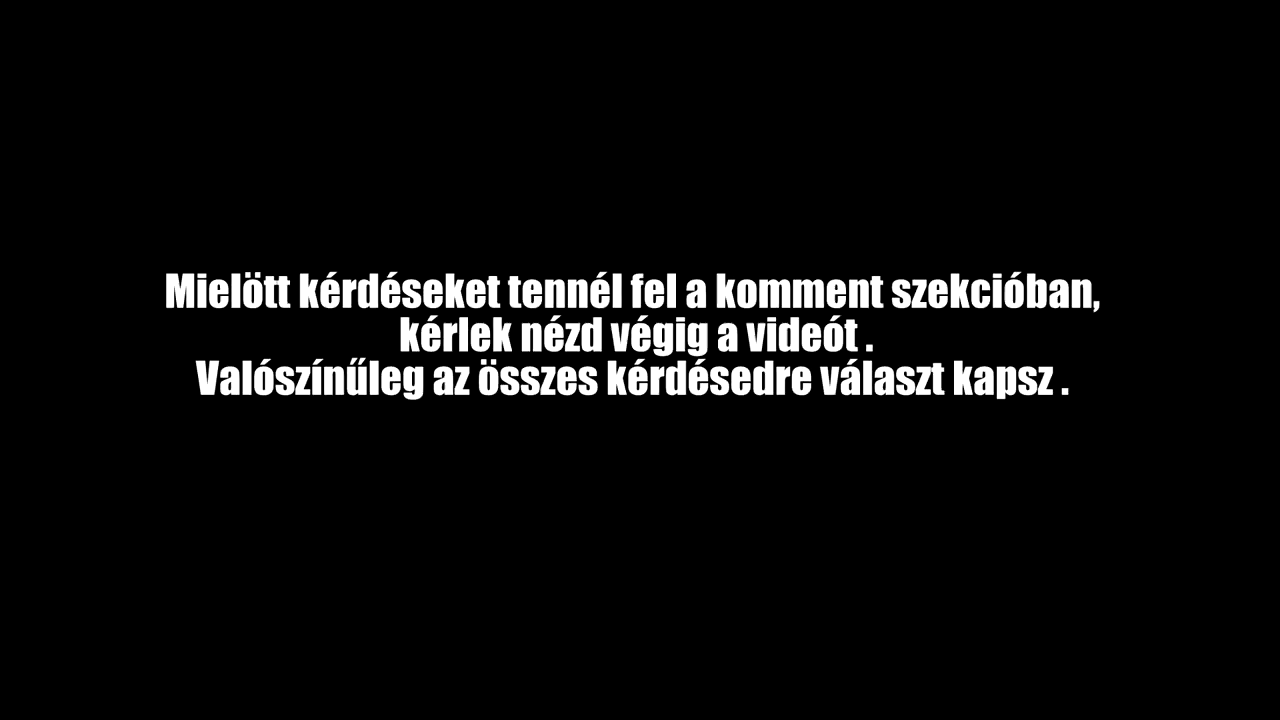 Mielött kérdéseket tennél fel a komment szekcióban,
kérlek nézd végig a videót .
Valószínűleg az összes kérdésedre választ kapsz .